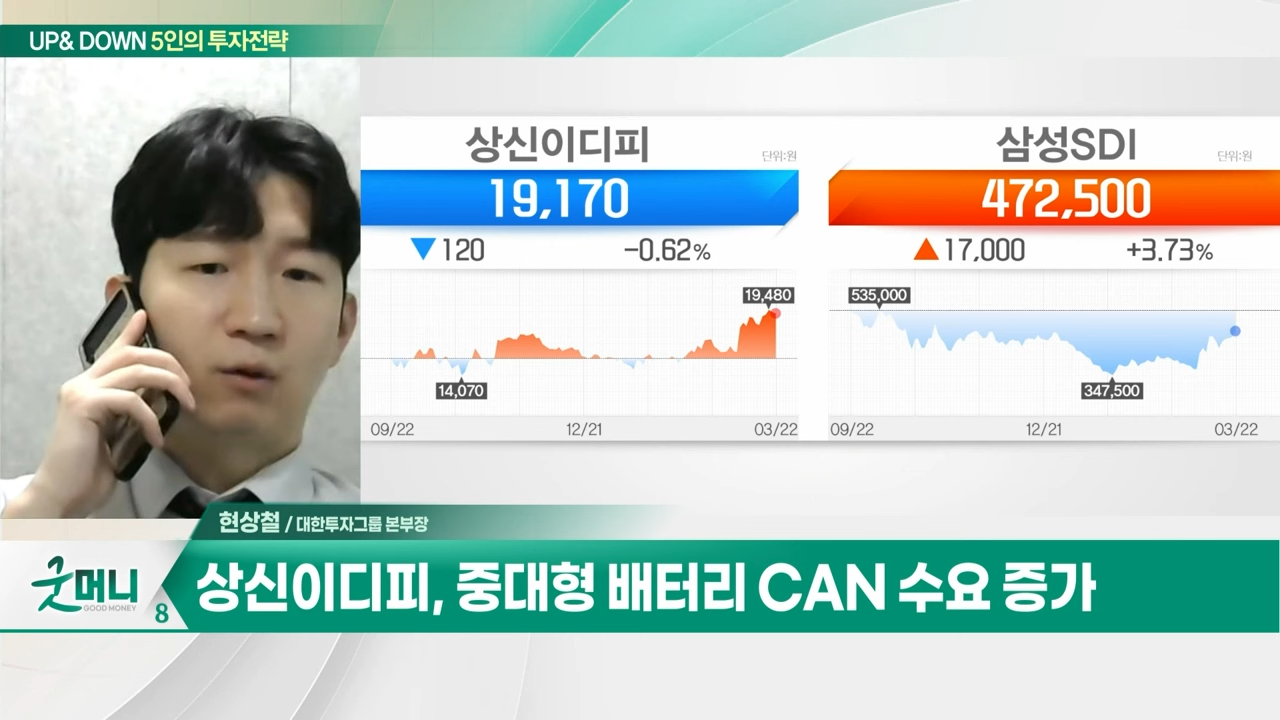 UP& DOWN 5인의 투자전략
상신이디피
단위:원
19,170
▼120 -0.62%
19,480
14,070
09/22 12/21 03/22
삼성SDI
단위:원
472,500
▲17,000 +3.73%
535,000
347,500
09/22 12/21 03/22
현상철 / 대한투자그룹 본부장
굿머니
GOOD MONEY
8
상신이디피, 중대형 배터리 CAN 수요 증가